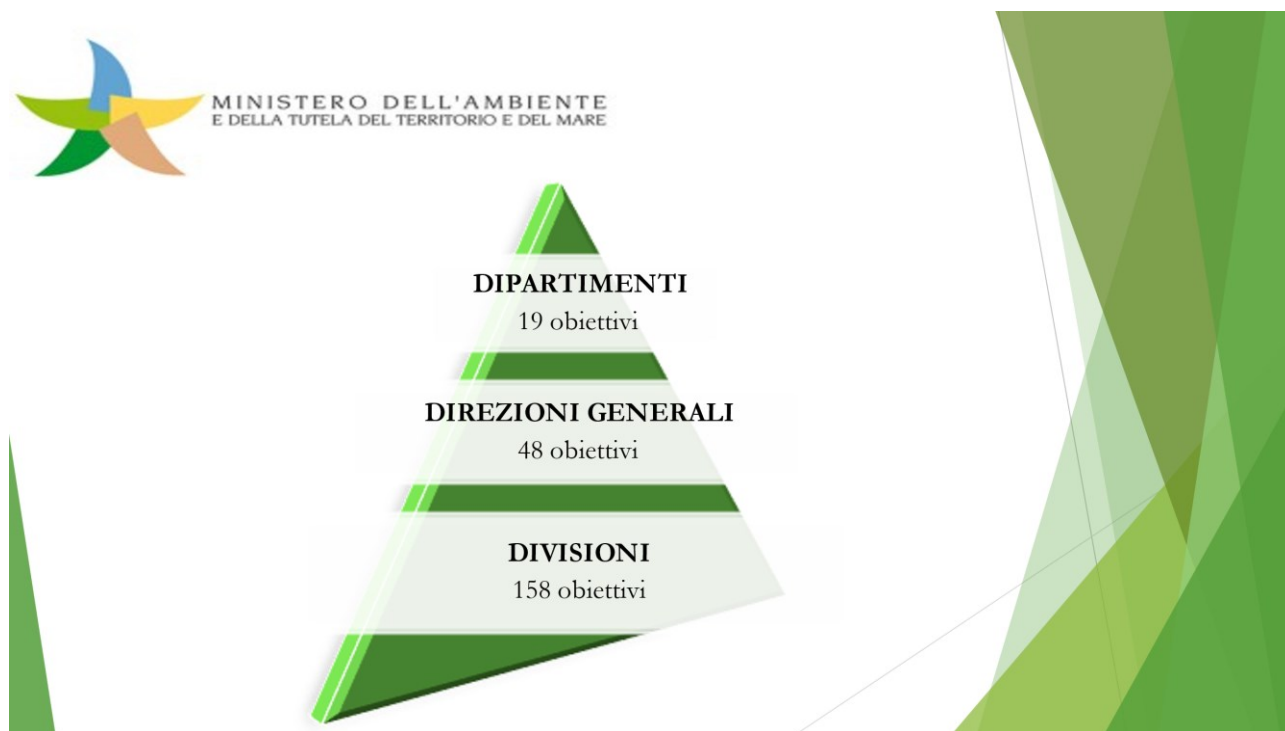 MINISTERO DELL'AMBIENTE
E DELLA TUTELA DEL TERRITORIO E DEL MARE
DIPARTIMENTI
19 obiettivi
DIREZIONI GENERALI
48 obiettivi
DIVISIONI
158 obiettivi